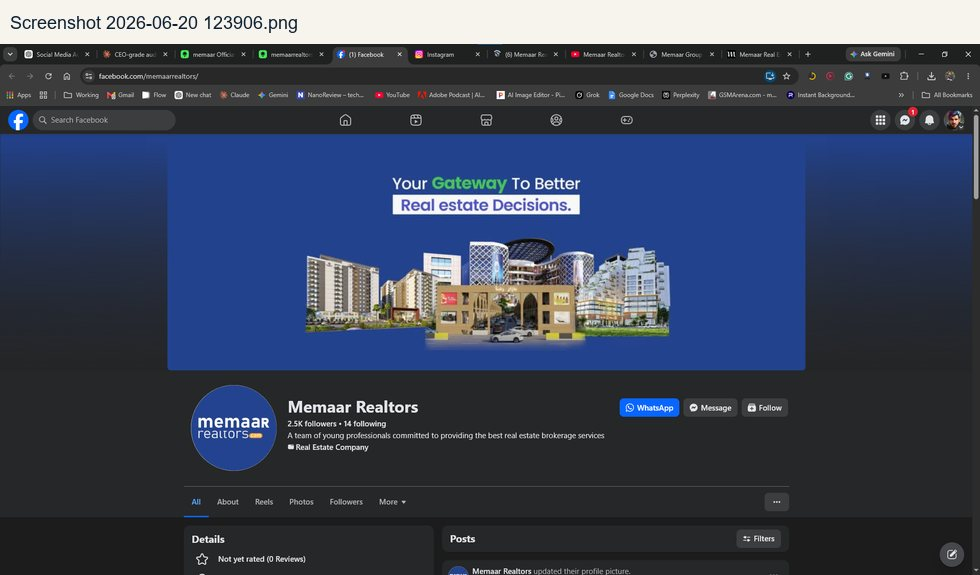 Screenshot 2026-06-20 123906.png
Social Media A
CEO-grade aud
memaar Officia
memaarrealtor
(1) Facebook
Instagram
(6) Memaar Re
Memaar Realto
Memaar Group
Memaar Real E
Ask Gemini
facebook.com/memaarrealtors/
Apps
Working
Gmail
Flow
New chat
Claude
Gemini
NanoReview – tech...
YouTube
Adobe Podcast | AI...
AI Image Editor - Pi...
Grok
Google Docs
Perplexity
GSMArena.com - m...
Instant Background...
All Bookmarks
Search Facebook
1
Your Gateway To Better
Real estate Decisions.
memaar
realtors.com
Memaar Realtors
2.5K followers • 14 following
A team of young professionals committed to providing the best real estate brokerage services
Real Estate Company
WhatsApp
Message
Follow
All
About
Reels
Photos
Followers
More
Details
Not yet rated (0 Reviews)
Posts
Filters
Memaar Realtors updated their profile picture.